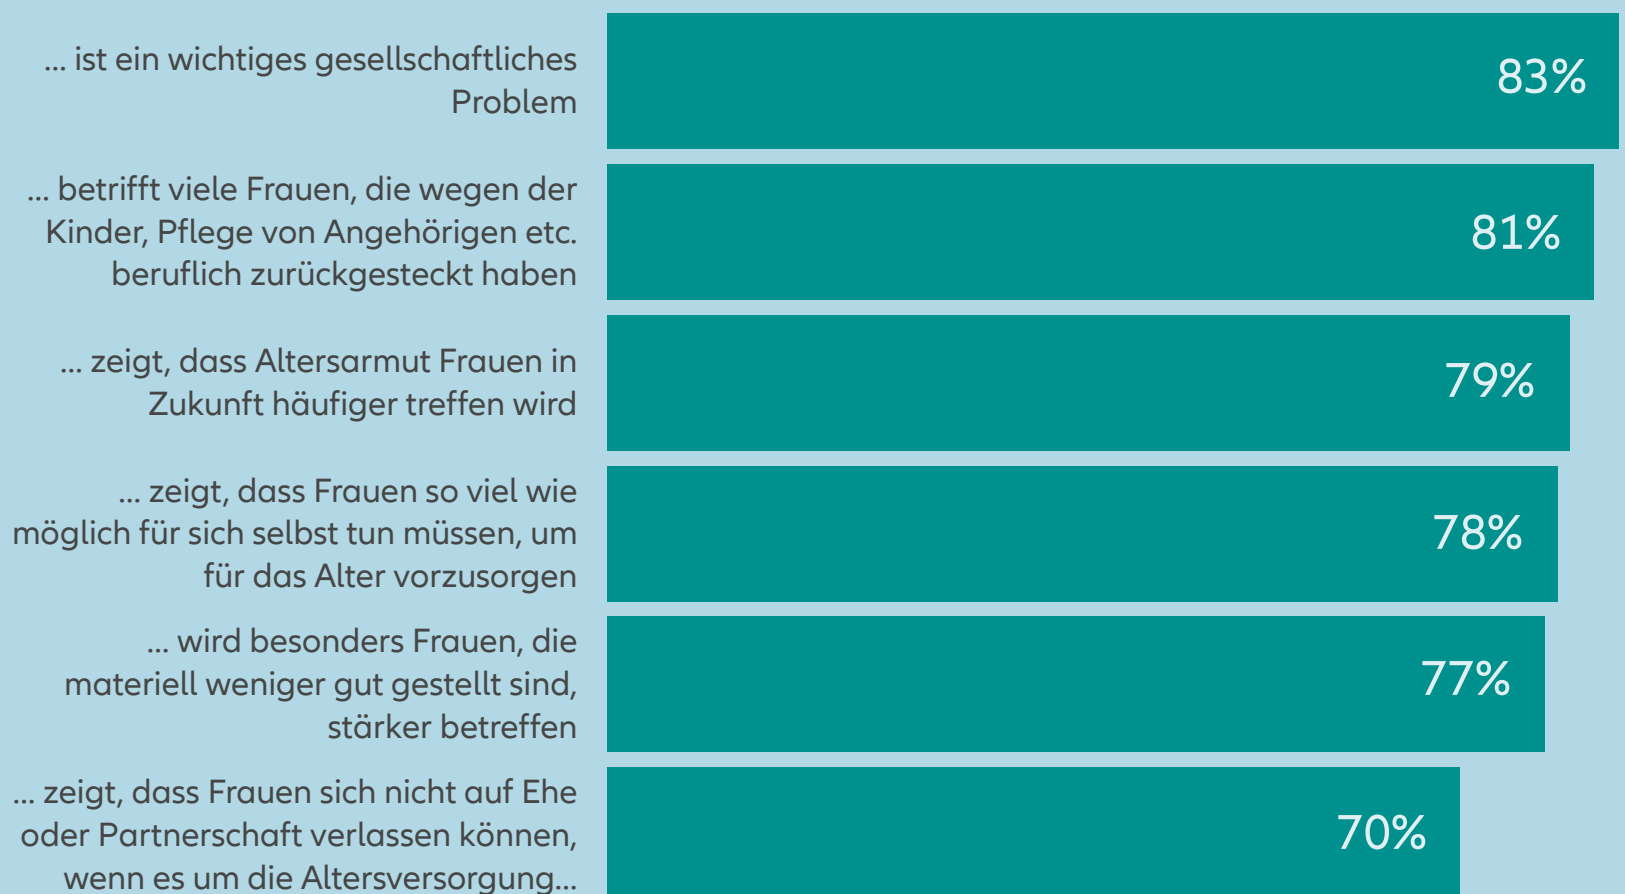 ... ist ein wichtiges gesellschaftliches
Problem
83%
... betrifft viele Frauen, die wegen der
Kinder, Pflege von Angehörigen etc.
beruflich zurückgesteckt haben
81%
... zeigt, dass Altersarmut Frauen in
Zukunft häufiger treffen wird
79%
... zeigt, dass Frauen so viel wie
möglich für sich selbst tun müssen, um
für das Alter vorzusorgen
78%
... wird besonders Frauen, die
materiell weniger gut gestellt sind,
stärker betreffen
77%
... zeigt, dass Frauen sich nicht auf Ehe
oder Partnerschaft verlassen können,
wenn es um die Altersversorgung...
70%